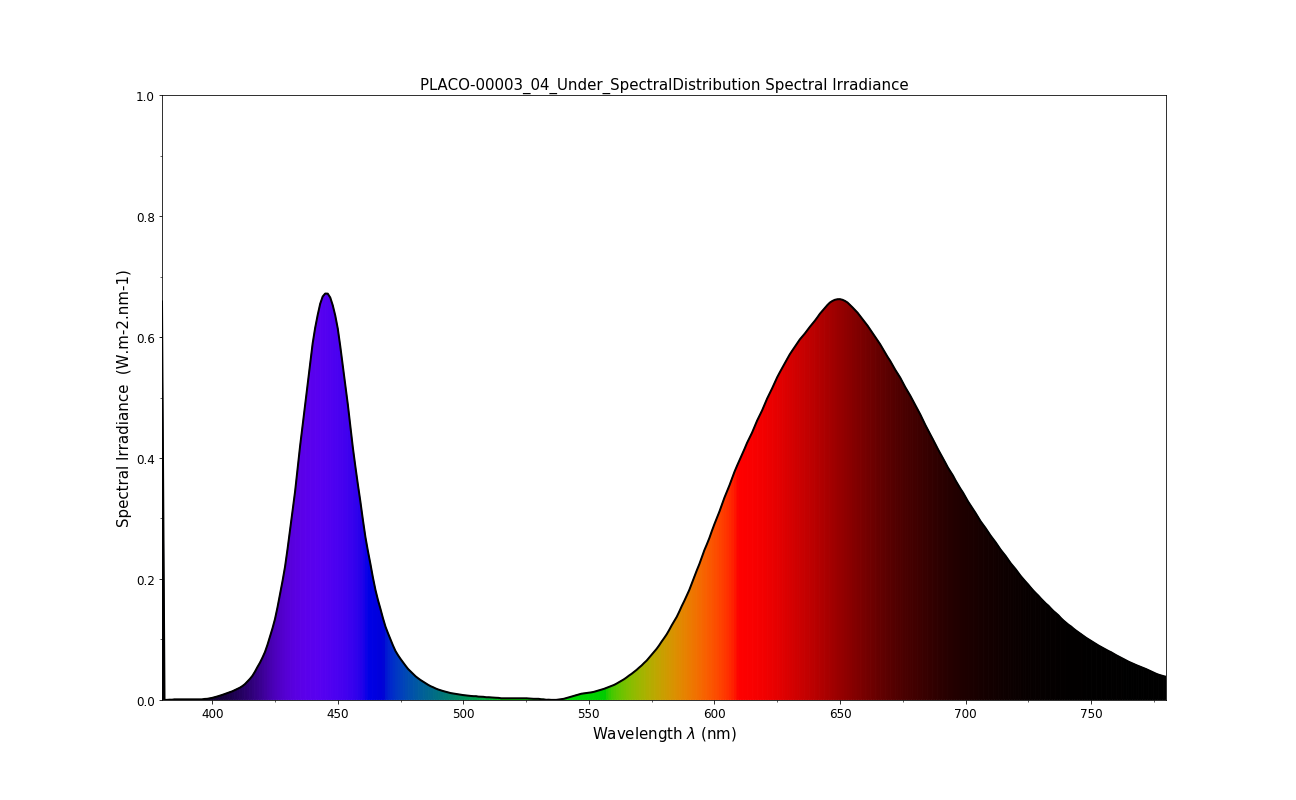 PLACO-00003_04_Under_SpectralDistribution Spectral Irradiance
1.0
0.8
0.6
0.4
0.2
0.0
Spectral Irradiance (W.m-2.nm-1)
400 450 500 550 600 650 700 750
Wavelength λ (nm)